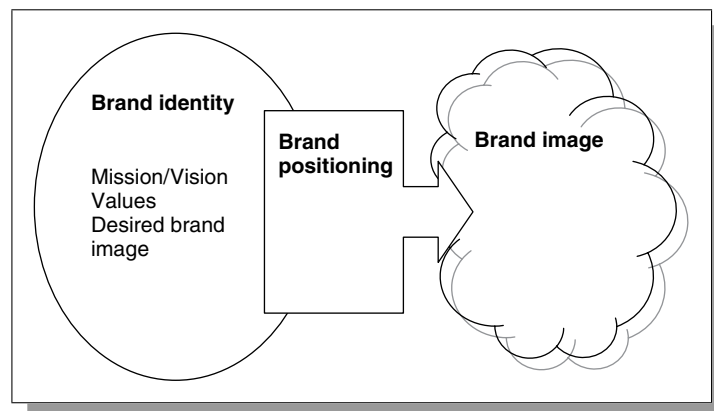 Brand identity
Mission/Vision
Values
Desired brand
image
Brand
positioning
Brand image